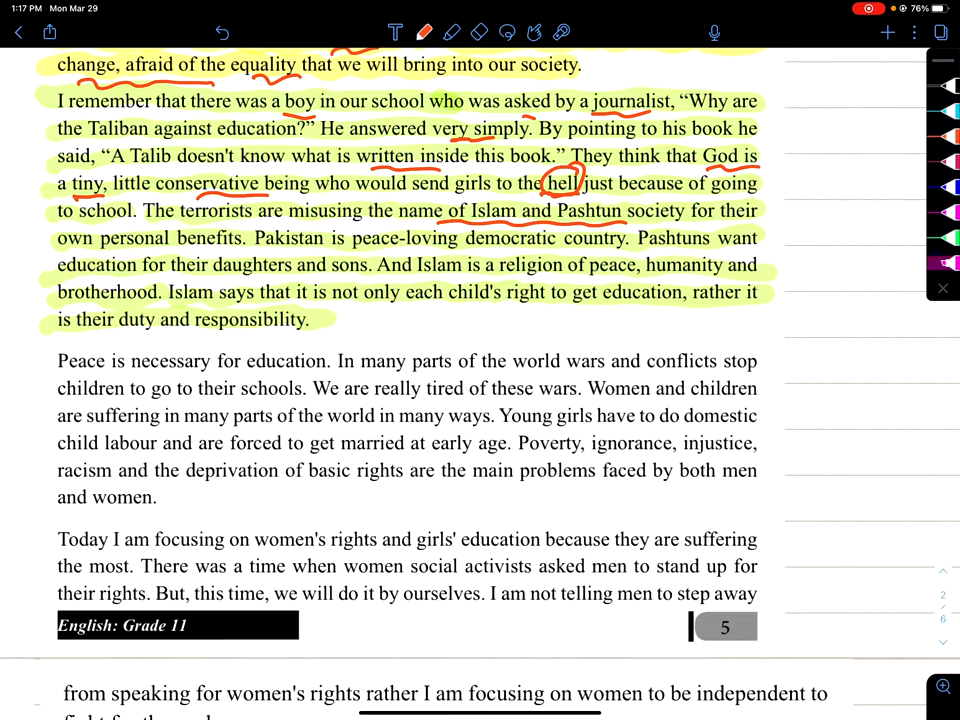 1:17 PM Mon Mar 29
76%
T
change, afraid of the equality that we will bring into our society.
I remember that there was a boy in our school who was asked by a journalist, “Why are
the Taliban against education?” He answered very simply. By pointing to his book he
said, “A Talib doesn't know what is written inside this book.” They think that God is
a tiny, little conservative being who would send girls to the hell just because of going
to school. The terrorists are misusing the name of Islam and Pashtun society for their
own personal benefits. Pakistan is peace-loving democratic country. Pashtuns want
education for their daughters and sons. And Islam is a religion of peace, humanity and
brotherhood. Islam says that it is not only each child's right to get education, rather it
is their duty and responsibility.
Peace is necessary for education. In many parts of the world wars and conflicts stop
children to go to their schools. We are really tired of these wars. Women and children
are suffering in many parts of the world in many ways. Young girls have to do domestic
child labour and are forced to get married at early age. Poverty, ignorance, injustice,
racism and the deprivation of basic rights are the main problems faced by both men
and women.
Today I am focusing on women's rights and girls' education because they are suffering
the most. There was a time when women social activists asked men to stand up for
their rights. But, this time, we will do it by ourselves. I am not telling men to step away
English: Grade 11
5
2
/
6
from speaking for women's rights rather I am focusing on women to be independent to